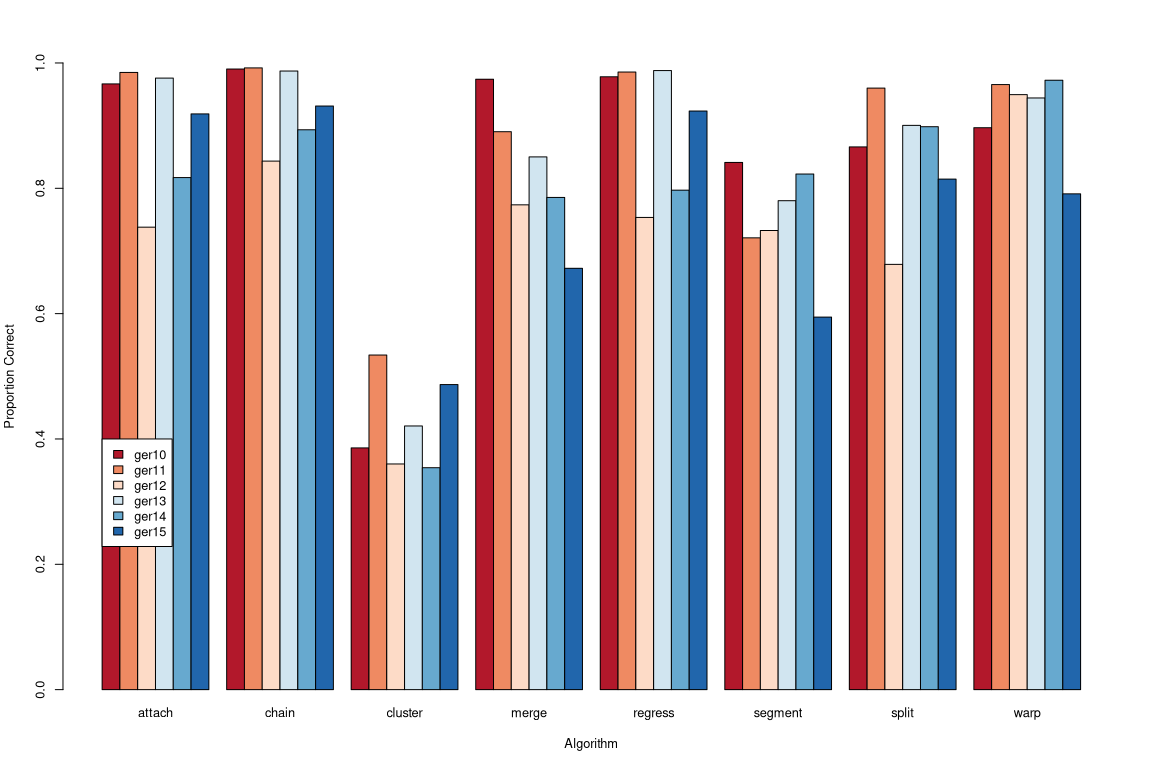 Proportion Correct
1.0
0.8
0.6
0.4
0.2
0.0
ger10
ger11
ger12
ger13
ger14
ger15
attach chain cluster merge regress segment split warp
Algorithm